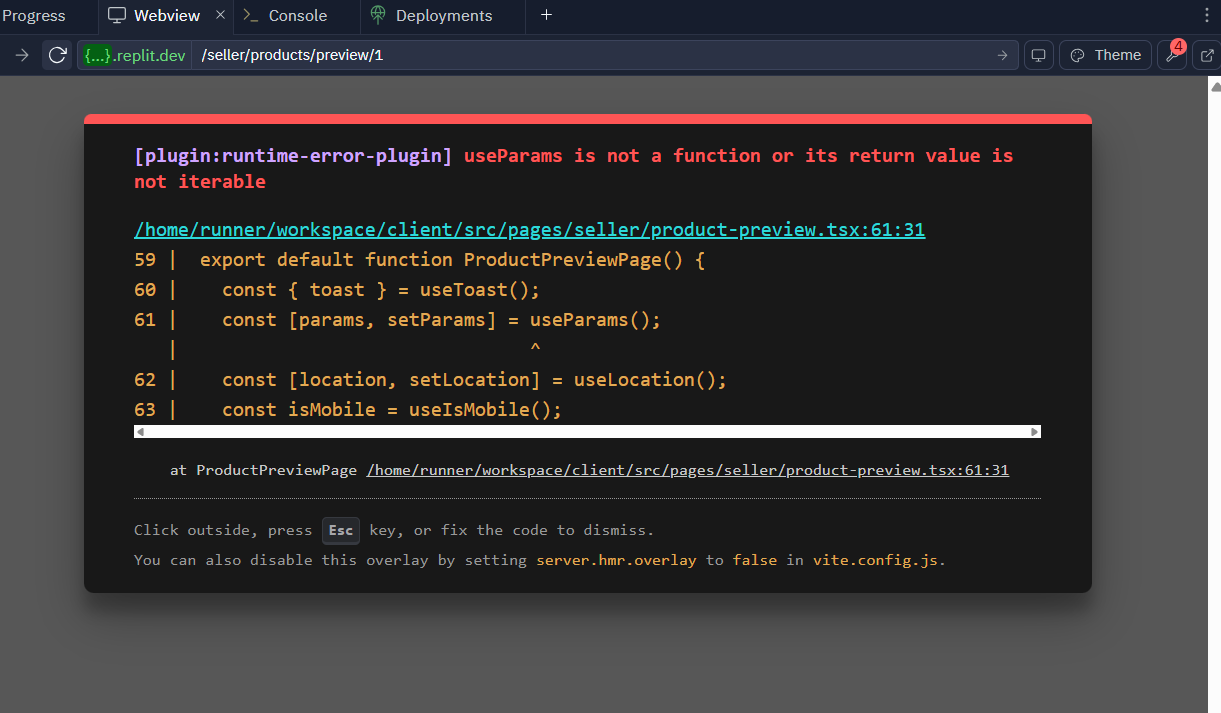 Progress Webview × Console Deployments +
{...}.replit.dev /seller/products/preview/1 Theme 4
[plugin:runtime-error-plugin] useParams is not a function or its return value is
not iterable
/home/runner/workspace/client/src/pages/seller/product-preview.tsx:61:31
59 | export default function ProductPreviewPage() {
60 | const { toast } = useToast();
61 | const [params, setParams] = useParams();
| ^
62 | const [location, setLocation] = useLocation();
63 | const isMobile = useIsMobile();
at ProductPreviewPage /home/runner/workspace/client/src/pages/seller/product-preview.tsx:61:31
Click outside, press Esc key, or fix the code to dismiss.
You can also disable this overlay by setting server.hmr.overlay to false in vite.config.js.